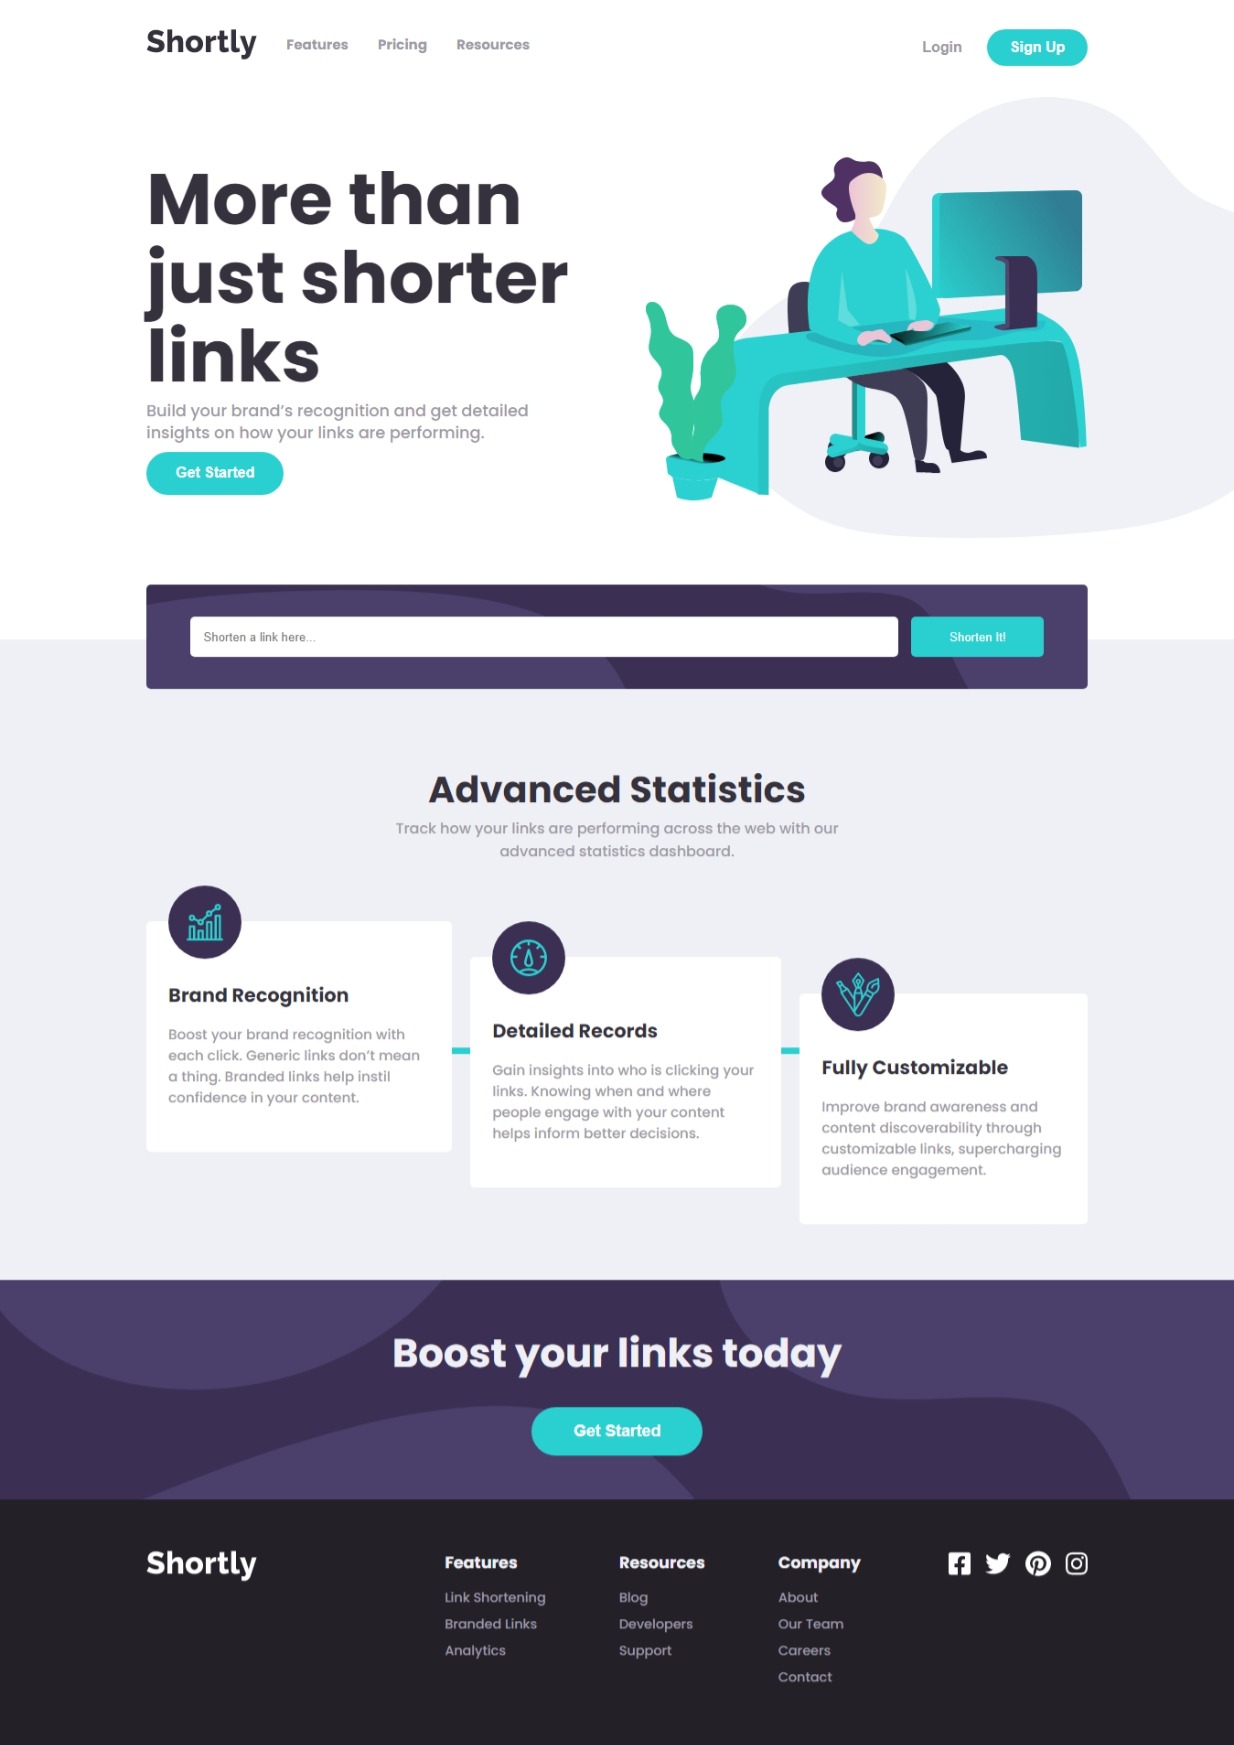 Shortly
Features
Pricing
Resources
Login
Sign Up
More than
just shorter
links
Build your brand’s recognition and get detailed
insights on how your links are performing.
Get Started
Shorten a link here...
Shorten It!
Advanced Statistics
Track how your links are performing across the web with our
advanced statistics dashboard.
Brand Recognition
Boost your brand recognition with
each click. Generic links don’t mean
a thing. Branded links help instil
confidence in your content.
Detailed Records
Gain insights into who is clicking your
links. Knowing when and where
people engage with your content
helps inform better decisions.
Fully Customizable
Improve brand awareness and
content discoverability through
customizable links, supercharging
audience engagement.
Boost your links today
Get Started
Shortly
Features
Link Shortening
Branded Links
Analytics
Resources
Blog
Developers
Support
Company
About
Our Team
Careers
Contact